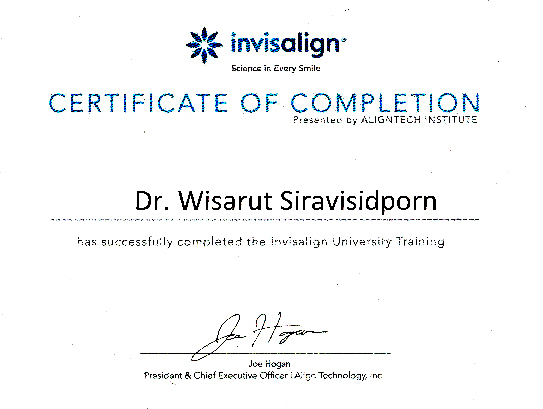 invisalign
Science in Every Smile
CERTIFICATE OF COMPLETION
Presented by ALIGNTECH INSTITUTE
Dr. Wisarut Siravisidporn
has successfully completed the Invisalign University Training
Joe Hogan
Joe Hogan
President & Chief Executive Officer | Align Technology, Inc